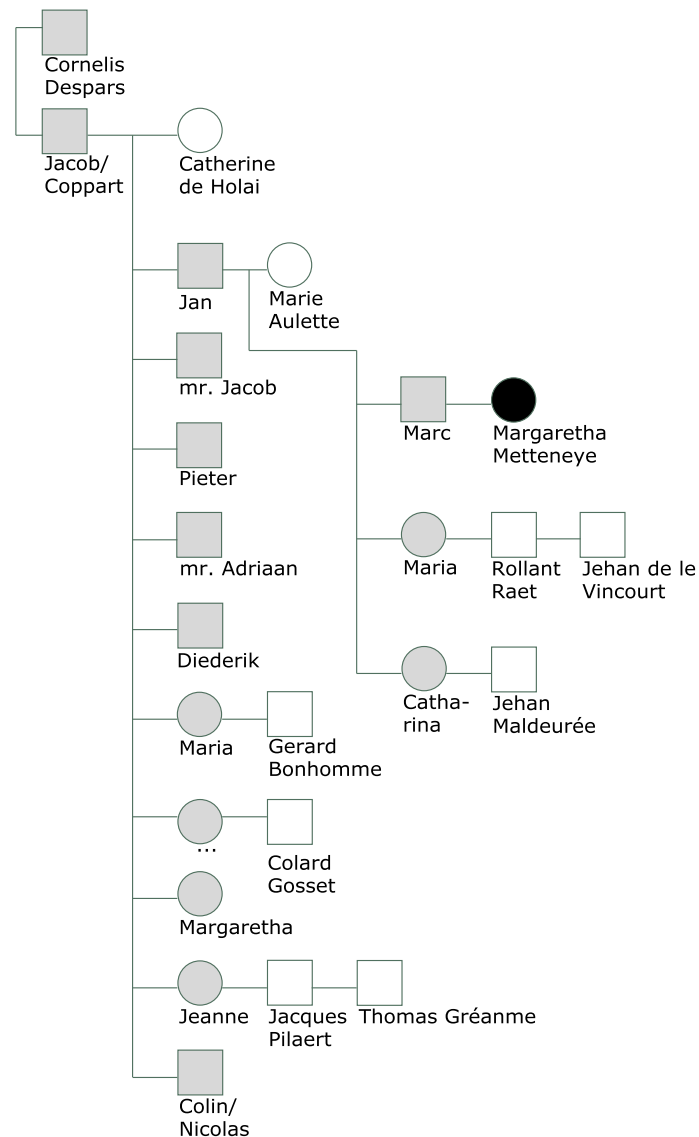 Cornelis
Despars
Jacob/
Coppart
Catherine
de Holai
Jan
Marie
Aulette
mr. Jacob
Marc
Margaretha
Metteneye
Pieter
mr. Adriaan
Maria
Rollant
Raet
Jehan de le
Vincourt
Diederik
Catha-
rina
Jehan
Maldeurée
Maria
Gerard
Bonhomme
...
Colard
Gosset
Margaretha
Jeanne
Jacques
Pilaert
Thomas Gréanme
Colin/
Nicolas